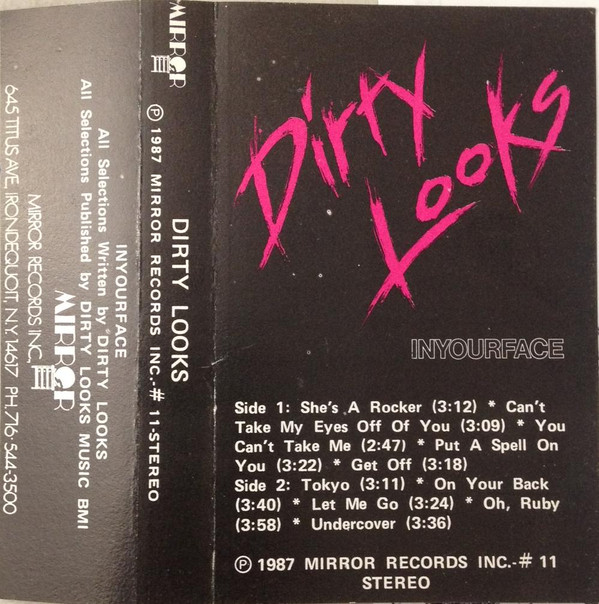 Dirty
Looks
INYOURFACE
Side 1: She's A Rocker (3:12) * Can't
Take My Eyes Off Of You (3:09) * You
Can't Take Me (2:47) * Put A Spell On
You (3:22) * Get Off (3:18)
Side 2: Tokyo (3:11) * On Your Back
(3:40) * Let Me Go (3:24) * Oh, Ruby
(3:58) * Undercover (3:36)
℗ 1987 MIRROR RECORDS INC.-# 11
STEREO
MIRROR
DIRTY LOOKS
℗ 1987 MIRROR RECORDS INC.-# 11-STEREO
INYOURFACE
All Selections Written by DIRTY LOOKS
All Selections Published by DIRTY LOOKS MUSIC BMI
MIRROR
MIRROR RECORDS INC.
645 TITUS AVE, IRONDEQUOIT, N.Y. 14617 PH. 716-544-3500